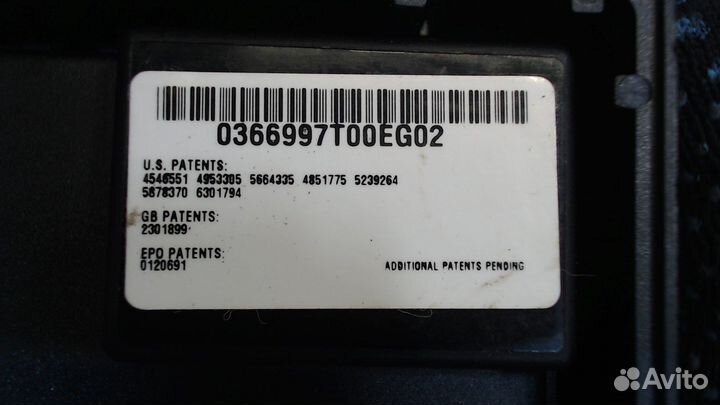 0366997T00EG02
U.S. PATENTS:
4546551 4953305 5664335 4851775 5239264
5878370 6301794
GB PATENTS:
2301899
EPO PATENTS:
0120691
ADDITIONAL PATENTS PENDING
Avito